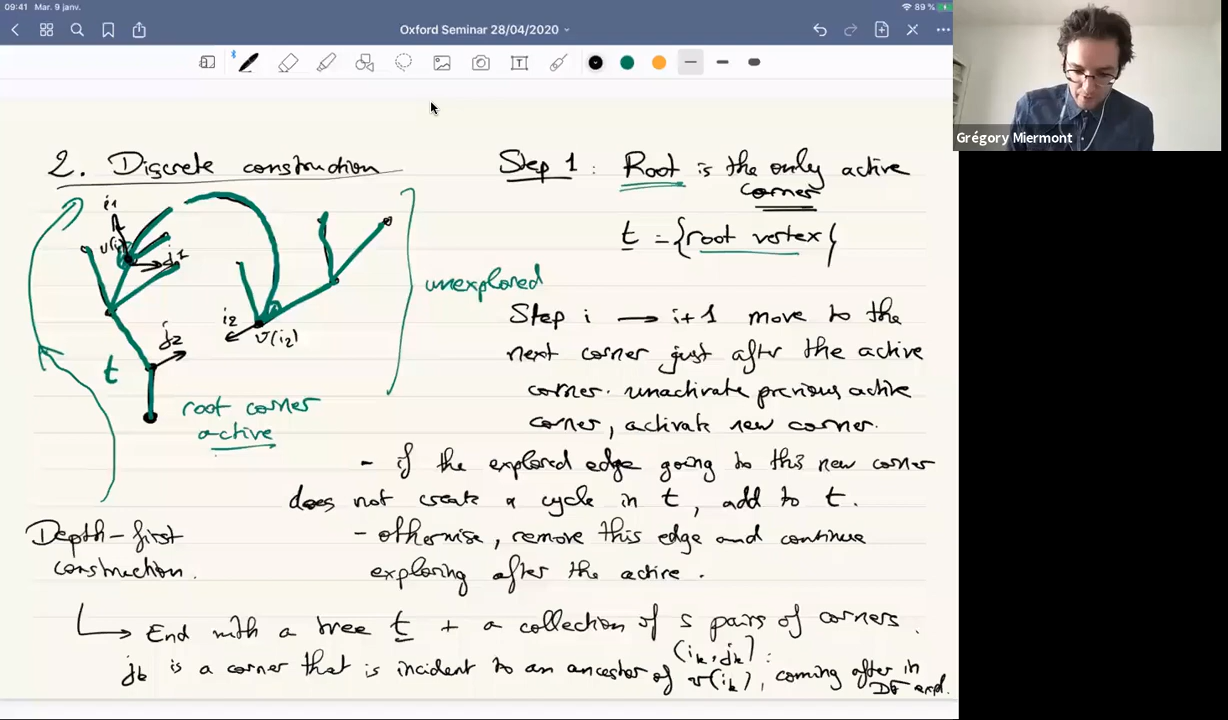 09:41 Mar. 9 janv.
89 %
Oxford Seminar 28/04/2020
Grégory Miermont
2. Discrete construction
i1
v(i1)
j1
i2
v(i2)
j2
t
root corner
active
unexplored
Depth-first
construction.
Step 1 : Root is the only active
corner
t = {root vertex}
Step i → i+1 move to the
next corner just after the active
corner. unactivate previous active
corner, activate new corner.
- if the explored edge going to this new corner
does not create a cycle in t, add to t.
- otherwise, remove this edge and continue
exploring after the active.
↳ End with a tree t + a collection of s pairs of corners.
(ik, jk) :
jk is a corner that is incident to an ancestor of v(ik), coming after in
DF expl.